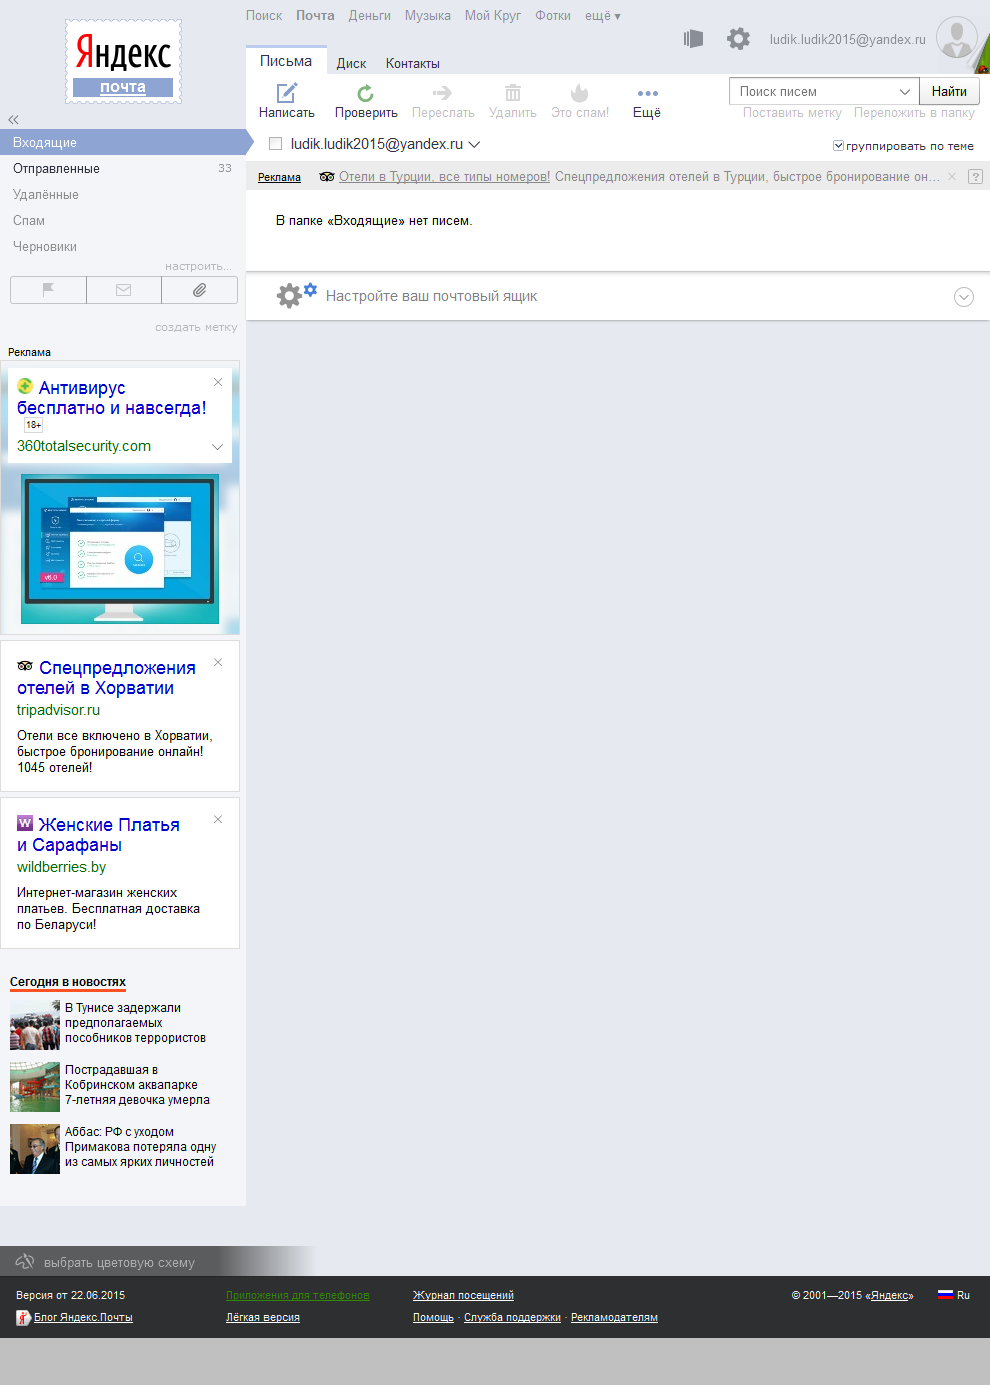 Поиск Почта Деньги Музыка Мой Круг Фотки ещё ▾
Яндекс
почта
ludik.ludik2015@yandex.ru
Письма Диск Контакты
Написать Проверить Переслать Удалить Это спам! Ещё
Поиск писем Найти
Поставить метку Переложить в папку
«
Входящие
Отправленные 33
Удалённые
Спам
Черновики
настроить...
создать метку
ludik.ludik2015@yandex.ru
группировать по теме
Реклама Отели в Турции, все типы номеров! Спецпредложения отелей в Турции, быстрое бронирование он... × ?
В папке «Входящие» нет писем.
Настройте ваш почтовый ящик
Реклама
Антивирус
бесплатно и навсегда!
18+
360totalsecurity.com
v6.0
Спецпредложения
отелей в Хорватии
tripadvisor.ru
Отели все включено в Хорватии,
быстрое бронирование онлайн!
1045 отелей!
W Женские Платья
и Сарафаны
wildberries.by
Интернет-магазин женских
платьев. Бесплатная доставка
по Беларуси!
Сегодня в новостях
В Тунисе задержали
предполагаемых
пособников террористов
Пострадавшая в
Кобринском аквапарке
7-летняя девочка умерла
Аббас: РФ с уходом
Примакова потеряла одну
из самых ярких личностей
выбрать цветовую схему
Версия от 22.06.2015 Приложения для телефонов Журнал посещений © 2001—2015 «Яндекс» Ru
Блог Яндекс.Почты Лёгкая версия Помощь · Служба поддержки · Рекламодателям